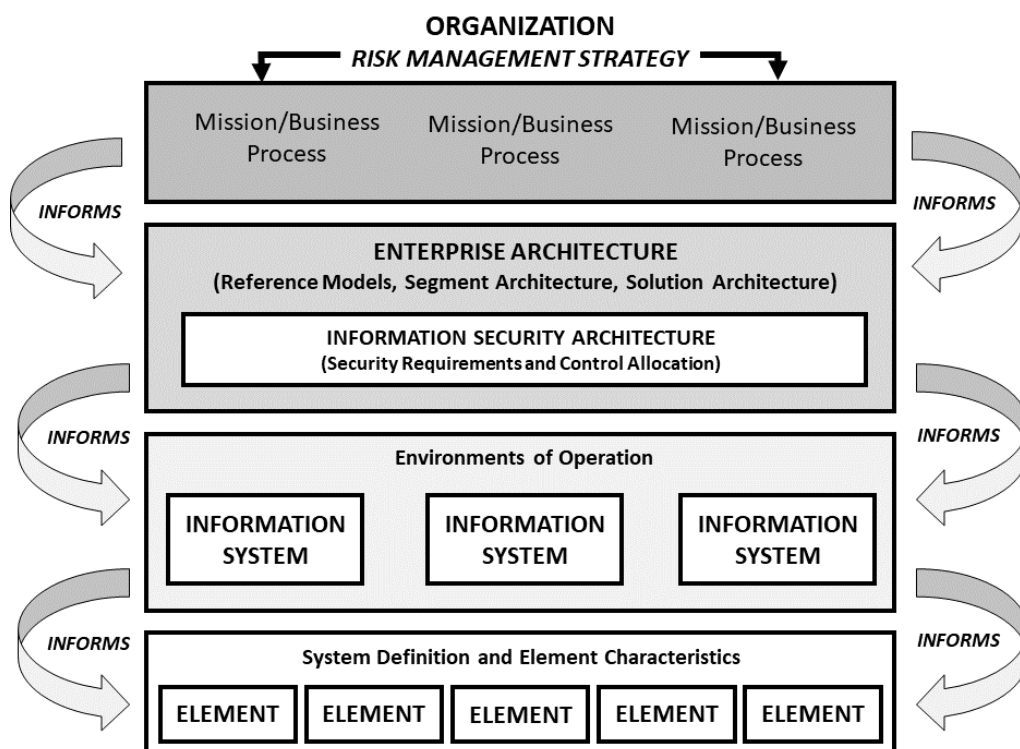 ORGANIZATION
RISK MANAGEMENT STRATEGY
Mission/Business
Process
Mission/Business
Process
Mission/Business
Process
INFORMS
INFORMS
ENTERPRISE ARCHITECTURE
(Reference Models, Segment Architecture, Solution Architecture)
INFORMATION SECURITY ARCHITECTURE
(Security Requirements and Control Allocation)
INFORMS
INFORMS
Environments of Operation
INFORMATION
SYSTEM
INFORMATION
SYSTEM
INFORMATION
SYSTEM
INFORMS
INFORMS
System Definition and Element Characteristics
ELEMENT
ELEMENT
ELEMENT
ELEMENT
ELEMENT